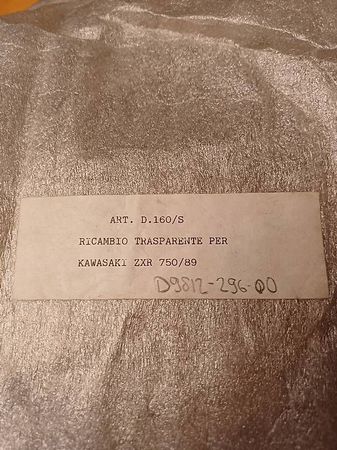 ART. D.160/S
RICAMBIO TRASPARENTE PER
KAWASAKI ZXR 750/89
D9812-296-00